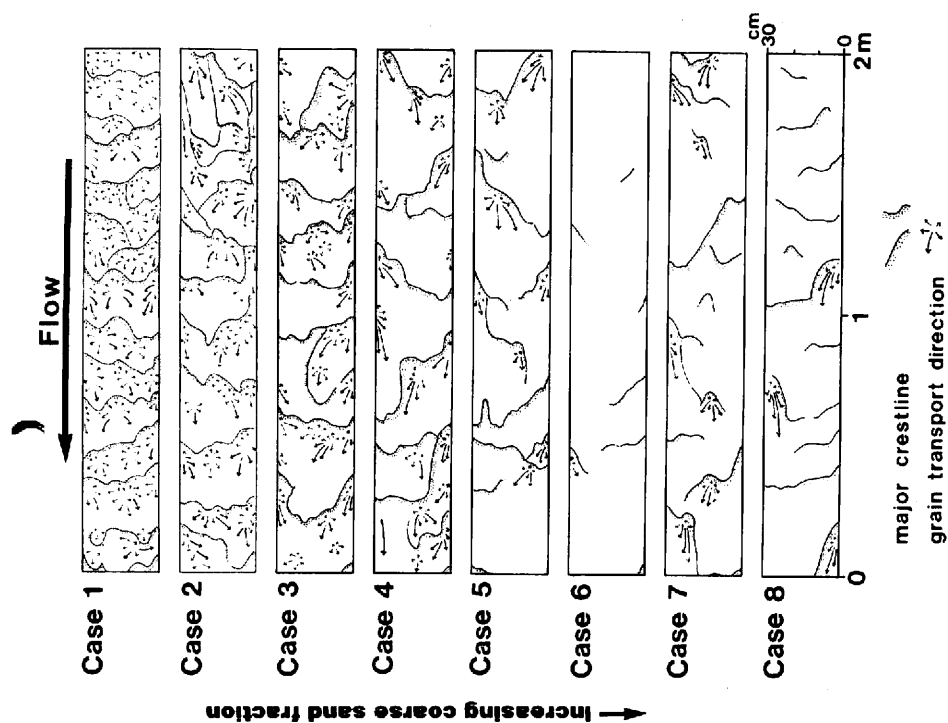 Flow
Case 1
Case 2
Case 3
Case 4
Case 5
Case 6
Case 7
Case 8
cm
30
0
0
1
2m
major crestline
grain transport direction
Increasing coarse sand fraction